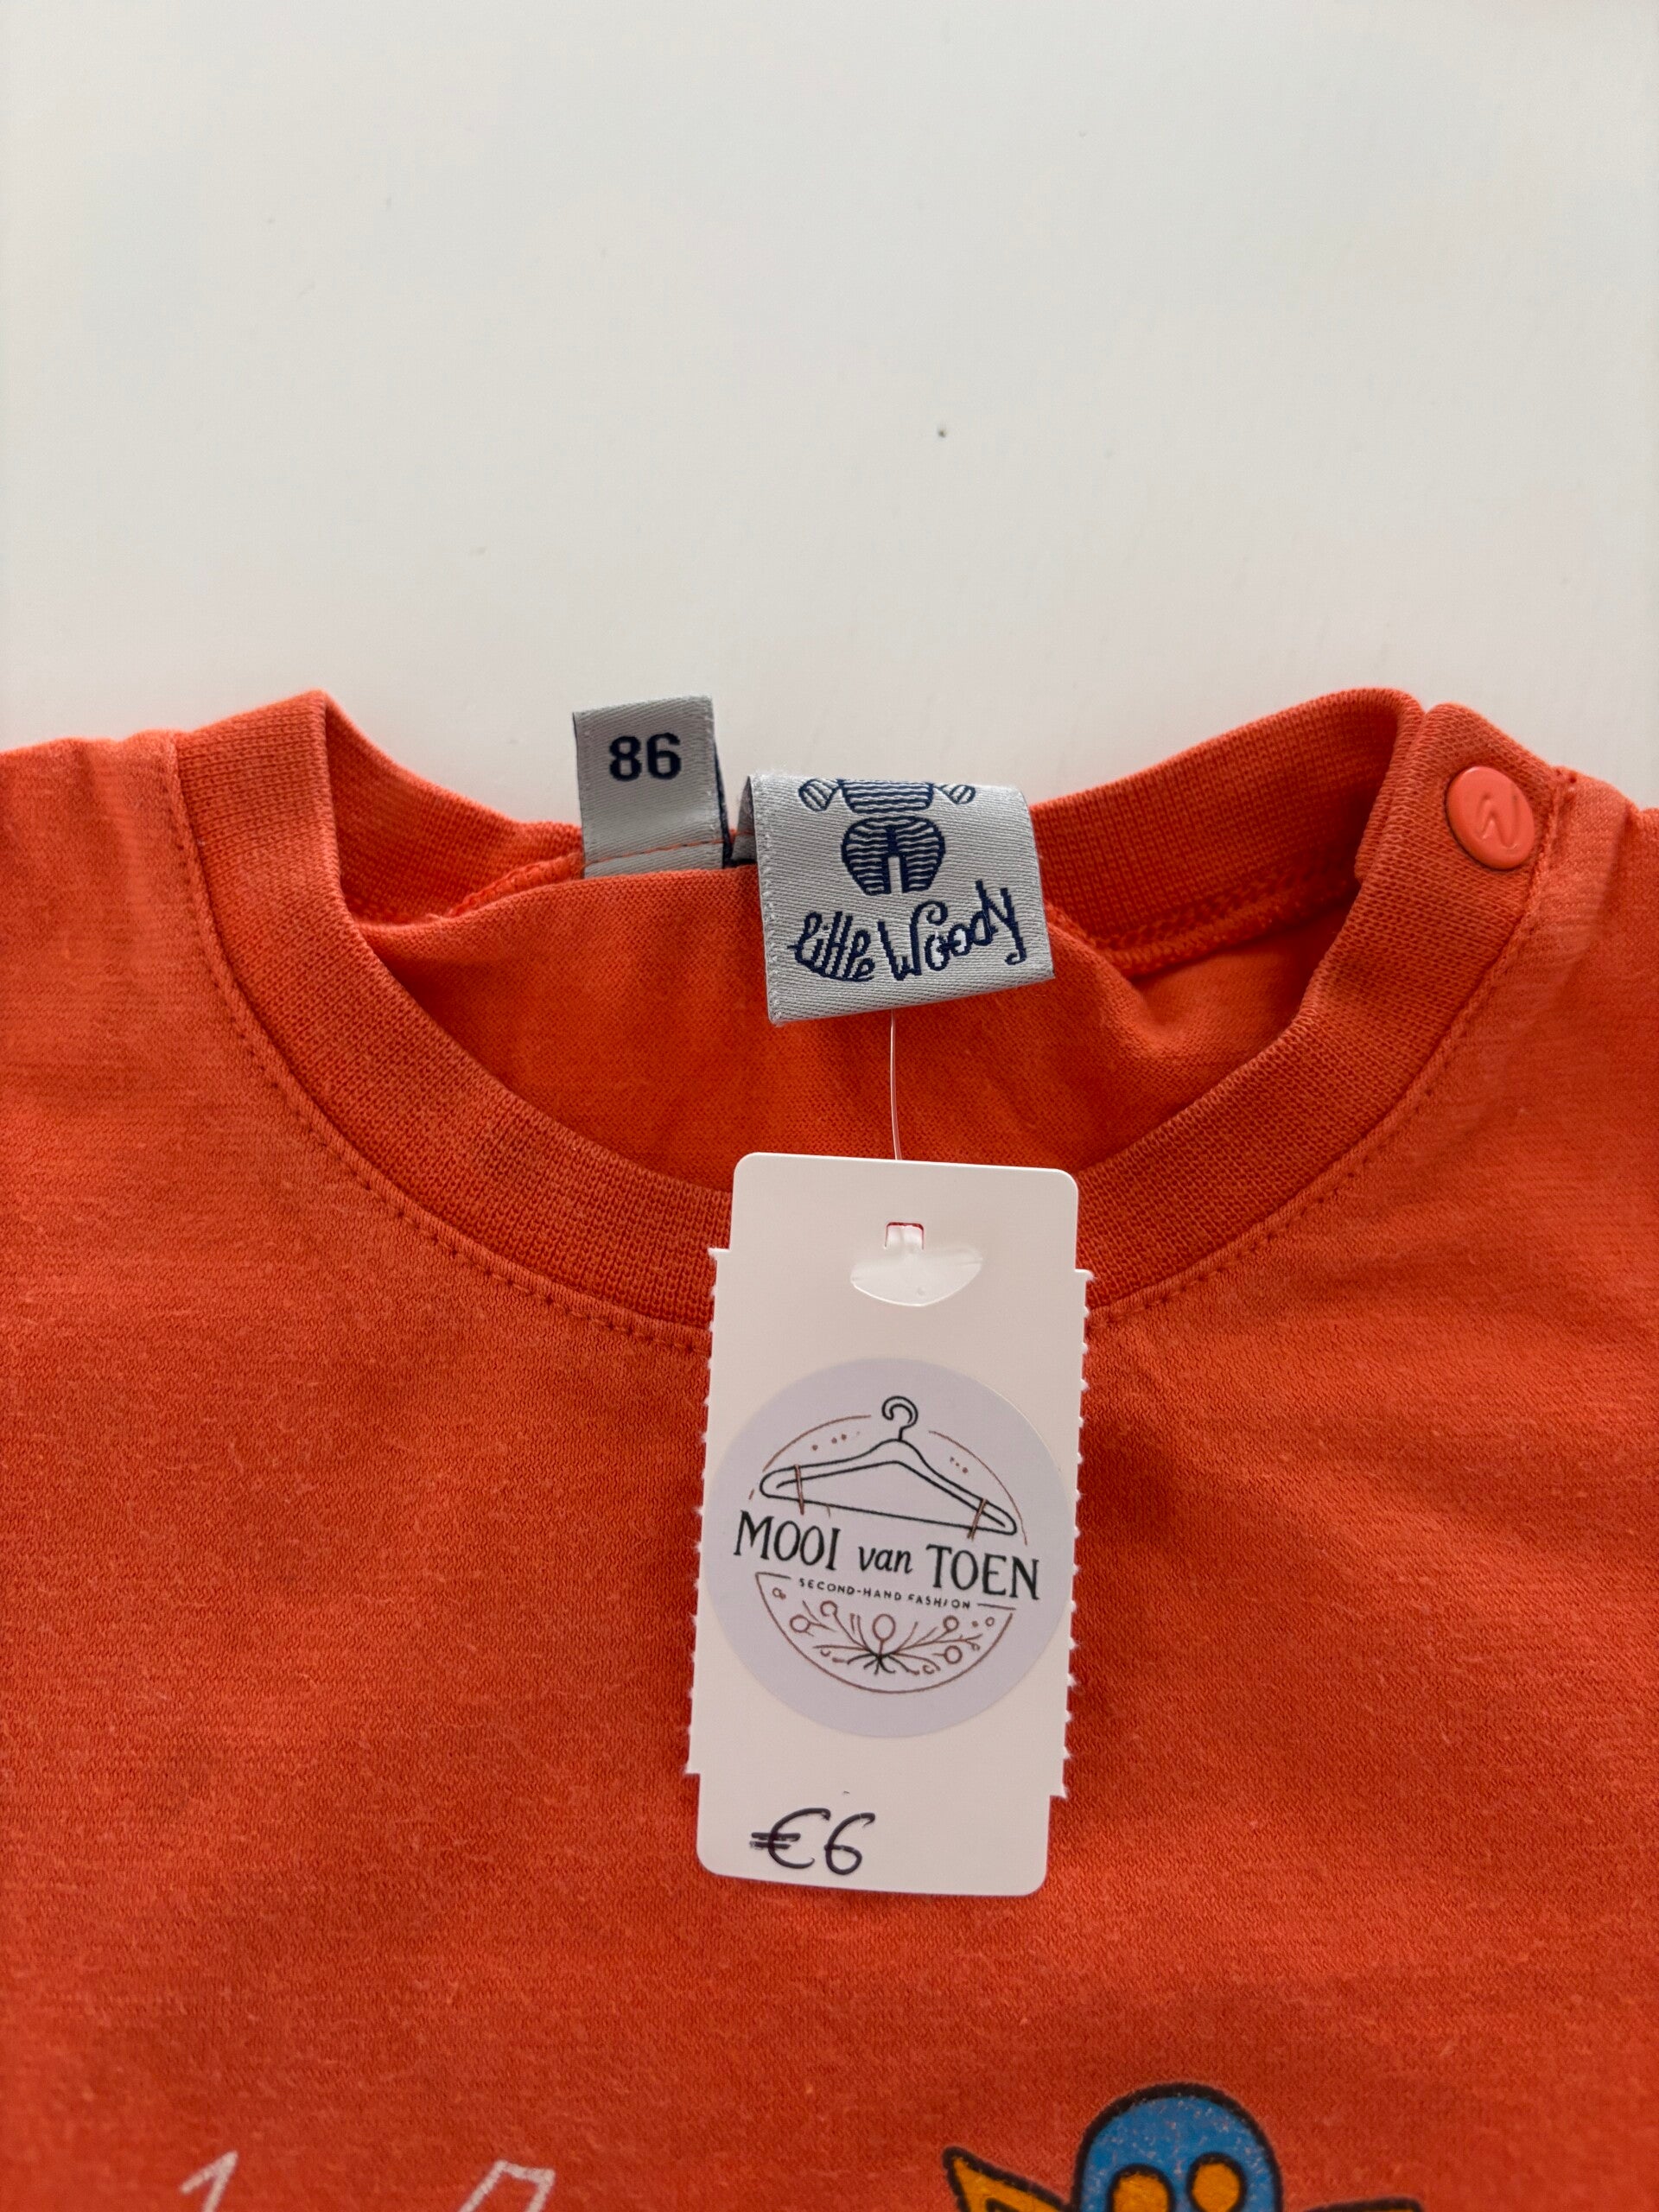 86
little Woody
MOOI van TOEN
SECOND-HAND FASHION
€6